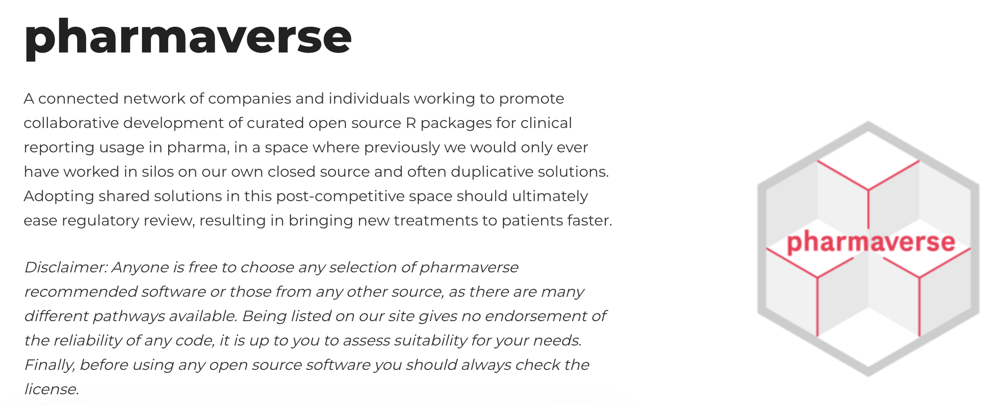 pharmaverse
A connected network of companies and individuals working to promote
collaborative development of curated open source R packages for clinical
reporting usage in pharma, in a space where previously we would only ever
have worked in silos on our own closed source and often duplicative solutions.
Adopting shared solutions in this post-competitive space should ultimately
ease regulatory review, resulting in bringing new treatments to patients faster.
Disclaimer: Anyone is free to choose any selection of pharmaverse
recommended software or those from any other source, as there are many
different pathways available. Being listed on our site gives no endorsement of
the reliability of any code, it is up to you to assess suitability for your needs.
Finally, before using any open source software you should always check the
license.
pharmaverse